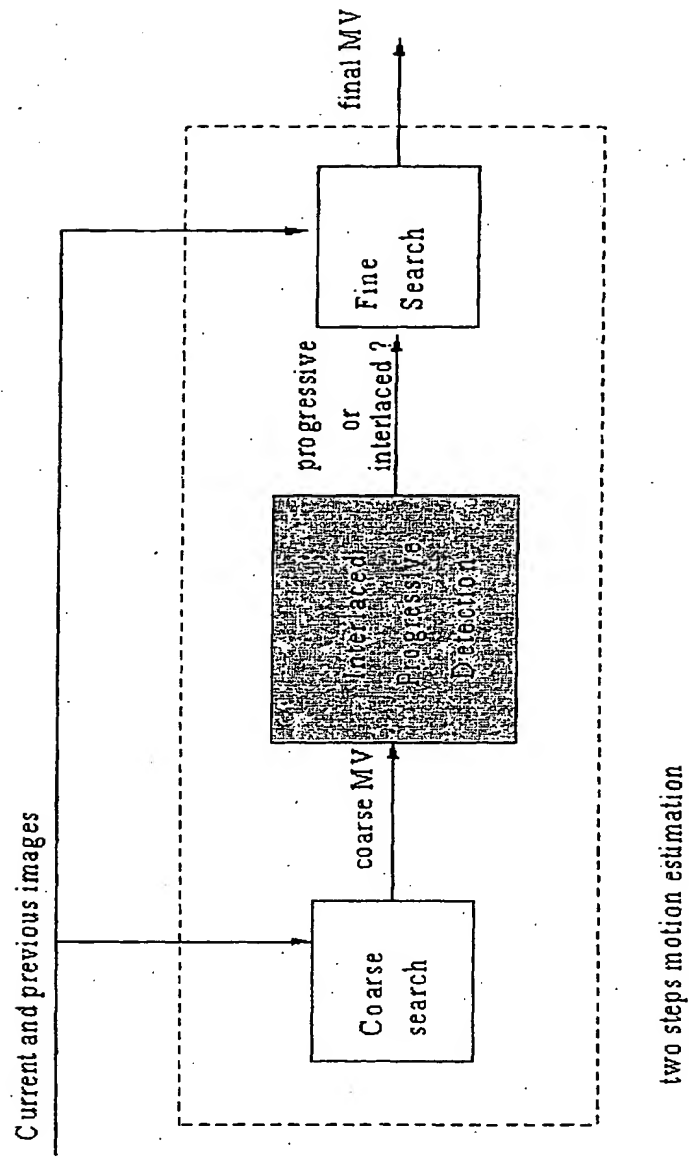 Current and previous images
Coarse
search
coarse MV
Interlaced
progressive
Detection
progressive
or
interlaced ?
Fine
Search
final MV
two steps motion estimation